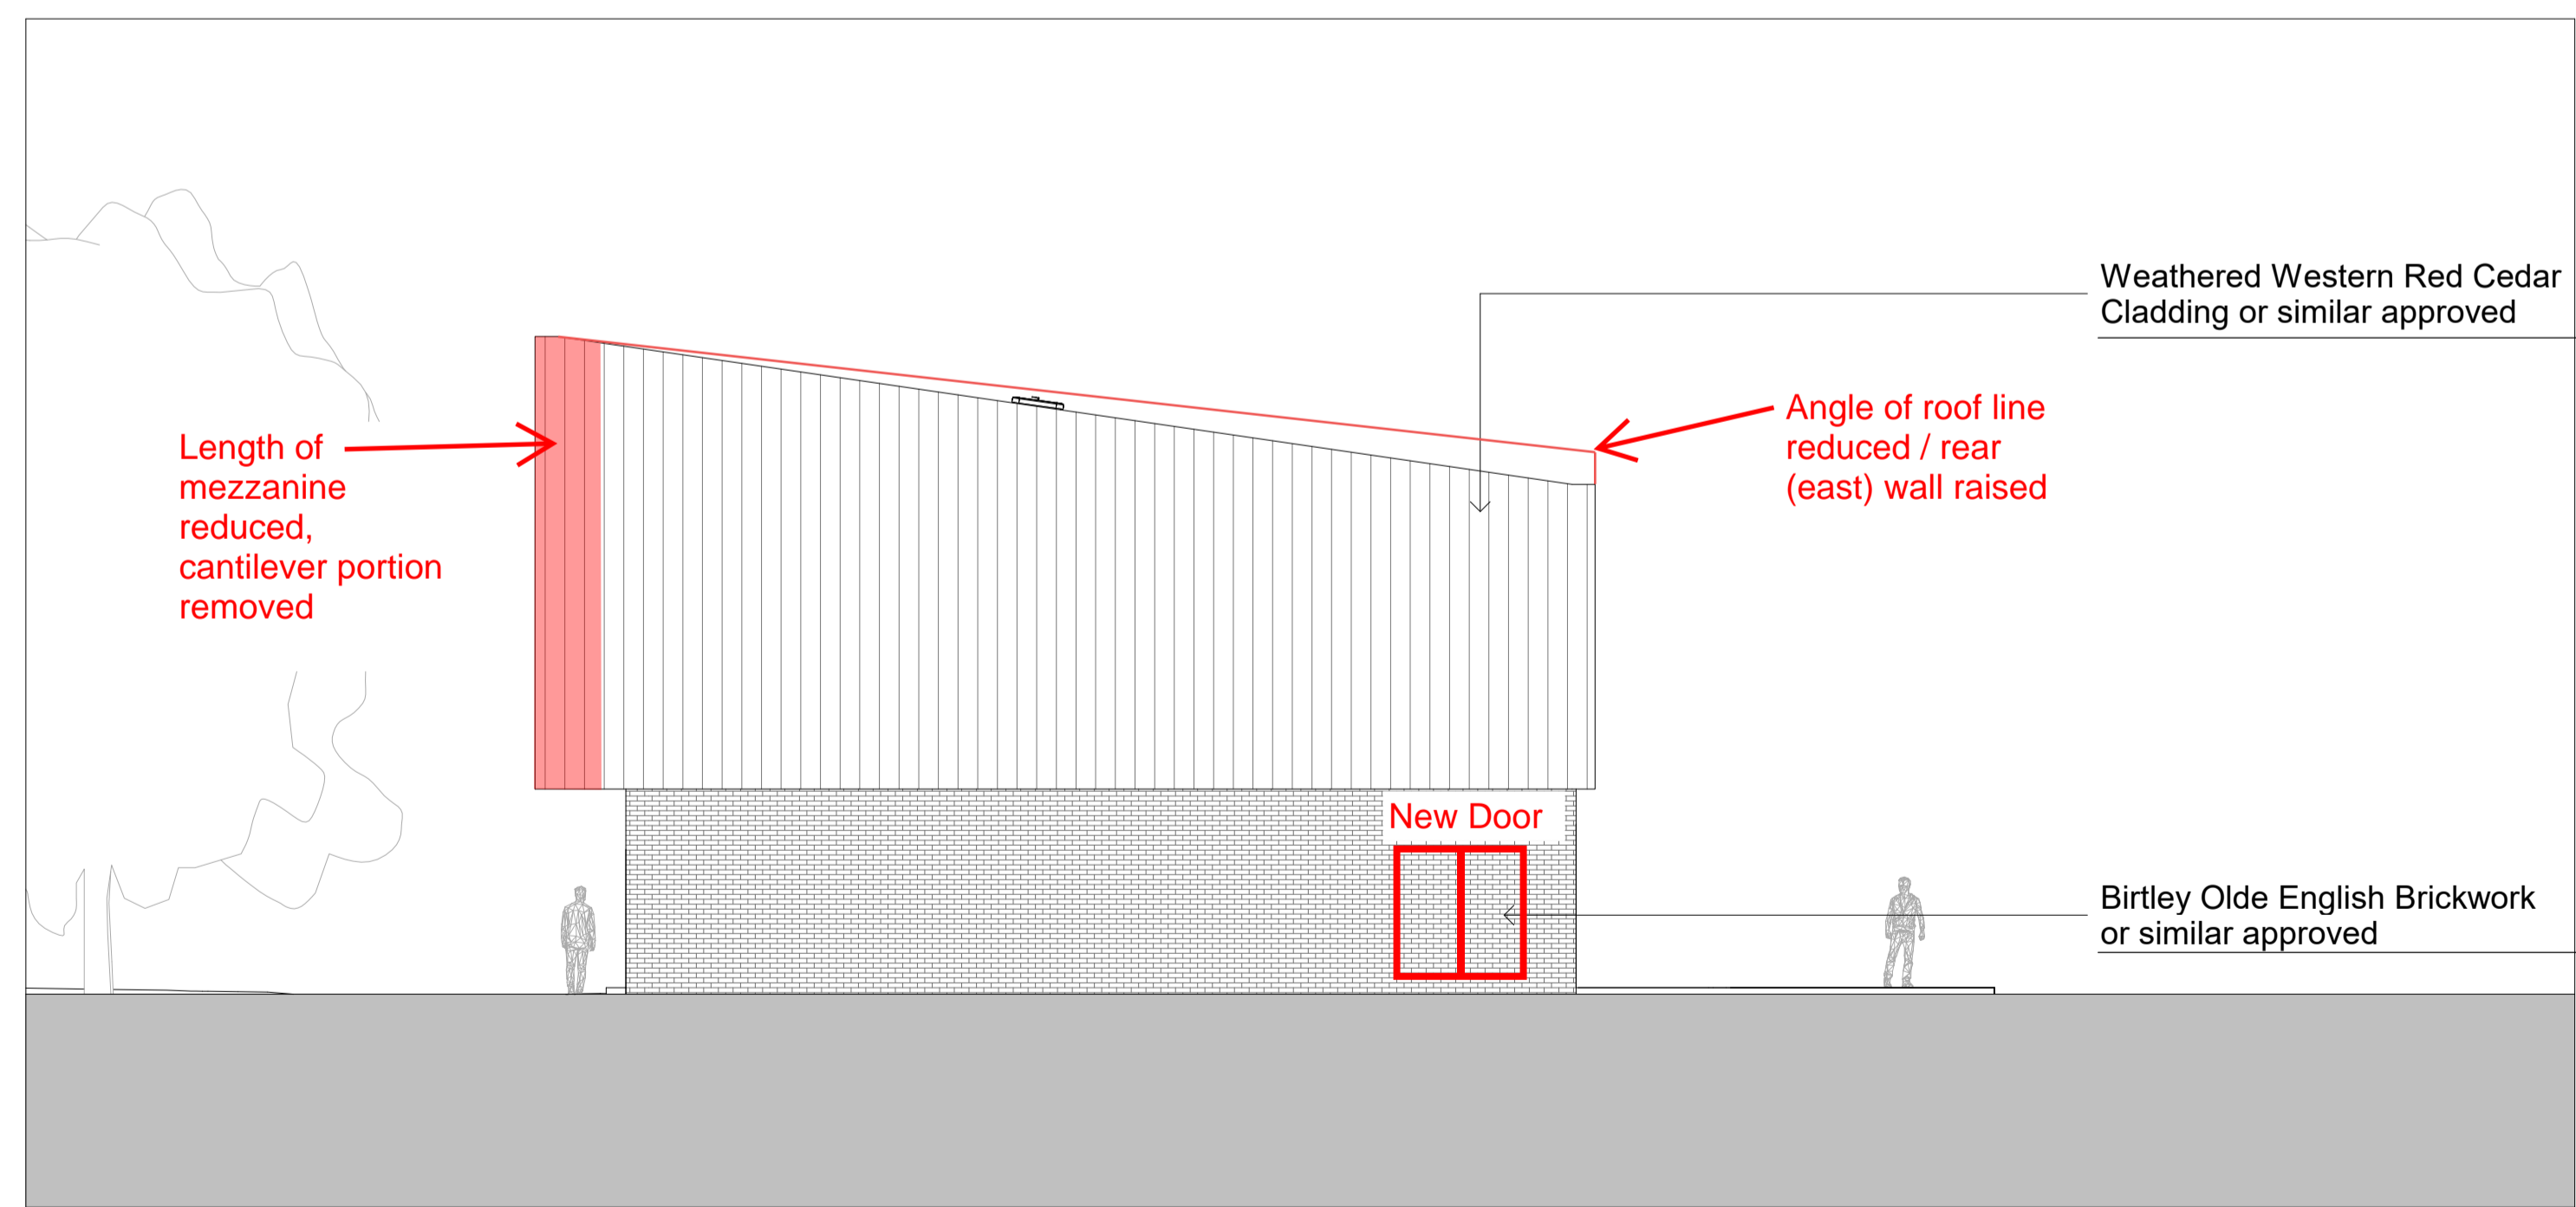 Weathered Western Red Cedar
Cladding or similar approved
Angle of roof line
reduced / rear
(east) wall raised
Length of
mezzanine
reduced,
cantilever portion
removed
New Door
Birtley Olde English Brickwork
or similar approved